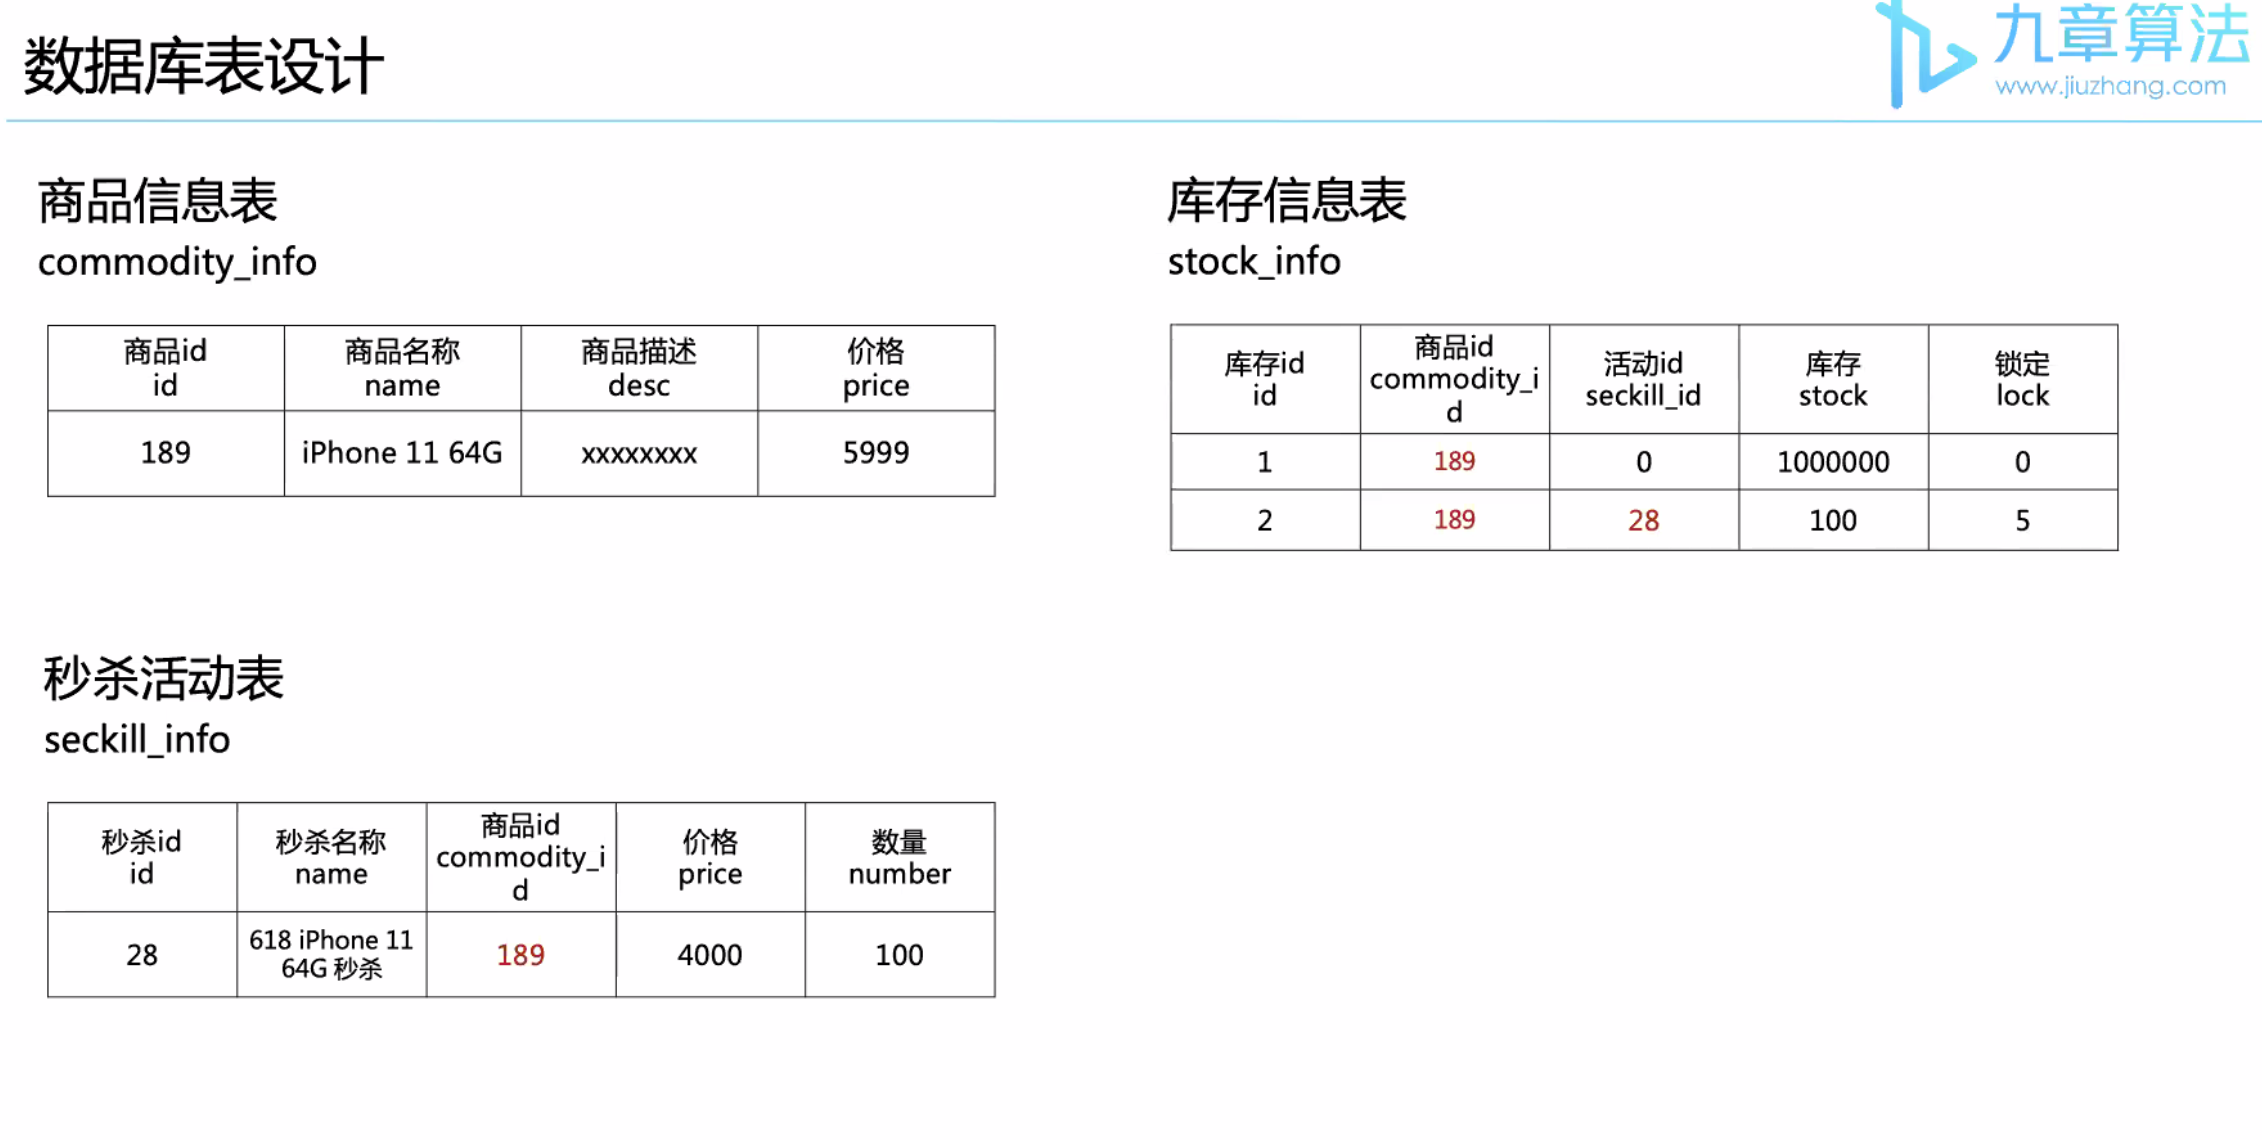 数据库表设计
九章算法
www.jiuzhang.com
商品信息表
commodity_info
商品id 商品名称 商品描述 价格
id name desc price
189 iPhone 11 64G xxxxxxxx 5999
库存信息表
stock_info
库存id
id
商品id
commodity_i
d
活动id
seckill_id
库存
stock
锁定
lock
1 189 0 1000000 0
2 189 28 100 5
秒杀活动表
seckill_info
秒杀id
id
秒杀名称
name
商品id
commodity_i
d
价格
price
数量
number
28
618 iPhone 11
64G 秒杀
189
4000
100